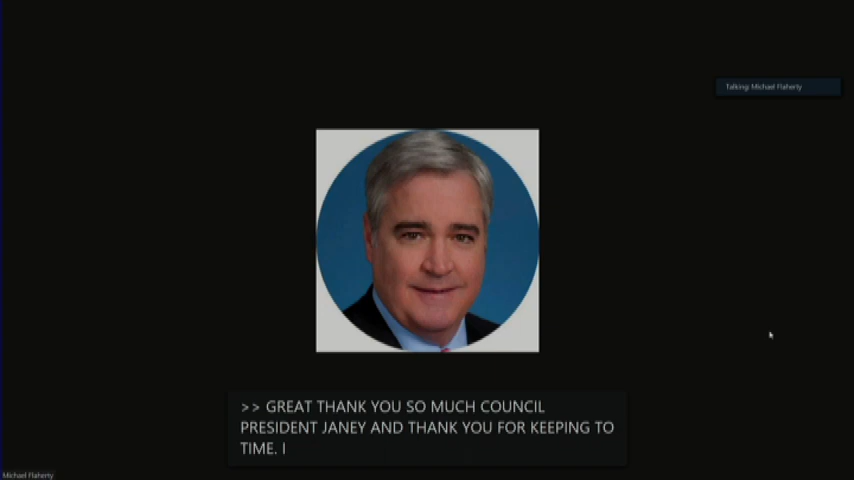 Talking: Michael Flaherty
>> GREAT THANK YOU SO MUCH COUNCIL
PRESIDENT JANEY AND THANK YOU FOR KEEPING TO
TIME. I
Michael Flaherty